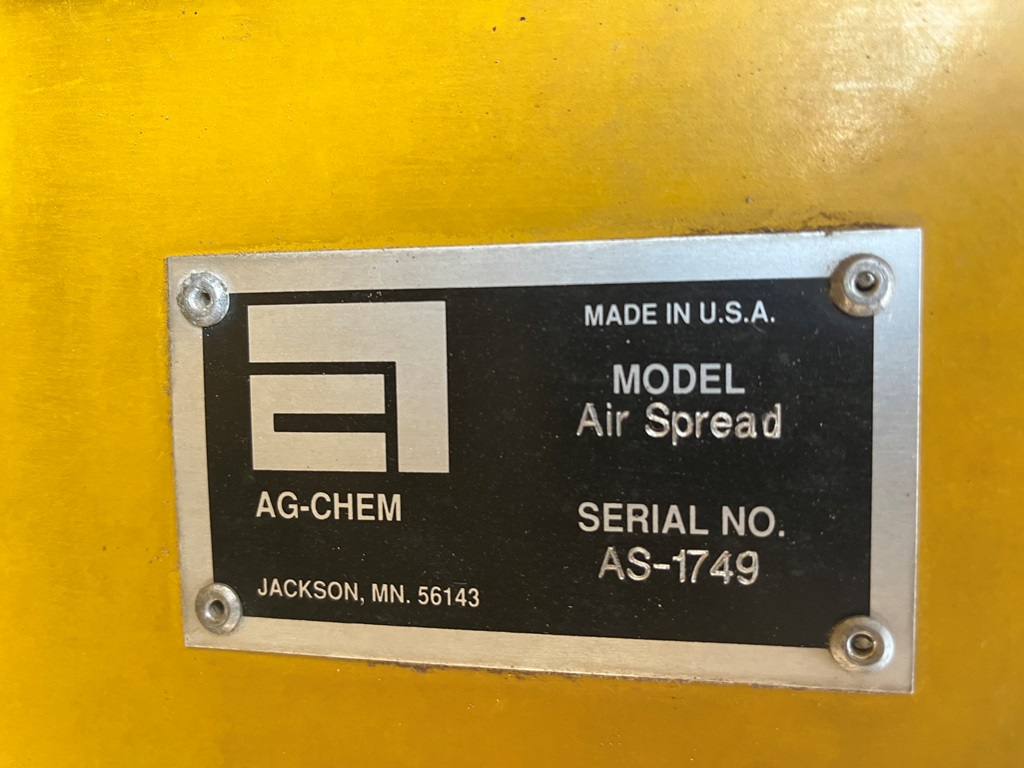 MADE IN U.S.A.
MODEL
Air Spread
AG-CHEM
SERIAL NO.
AS-1749
JACKSON, MN. 56143